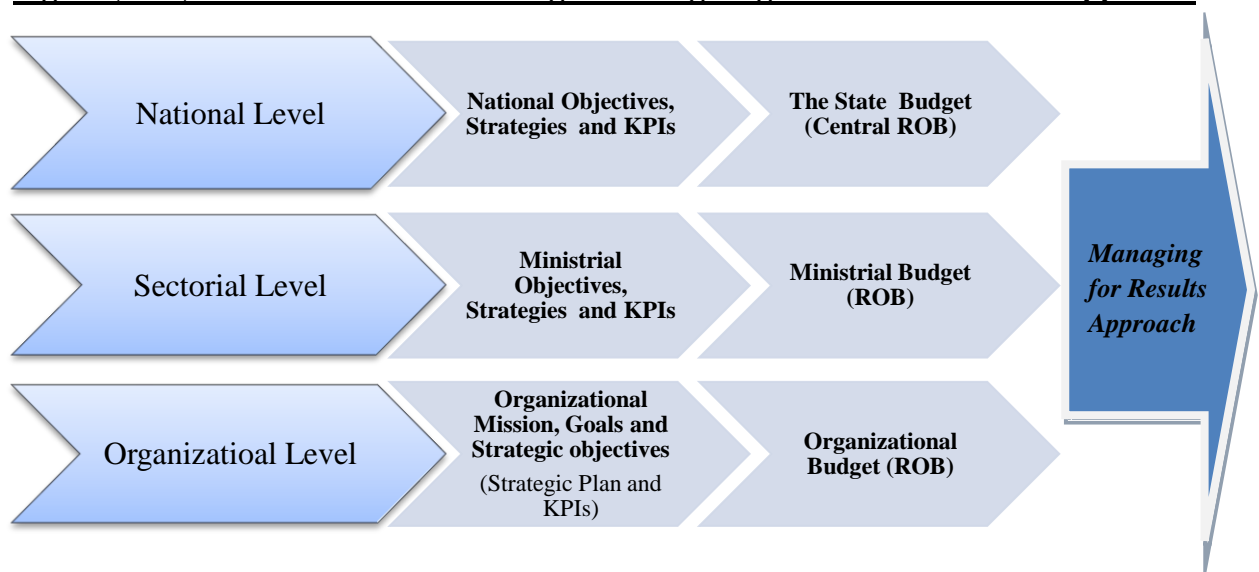 National Level
National Objectives,
Strategies and KPIs
The State Budget
(Central ROB)
Sectorial Level
Ministrial
Objectives,
Strategies and KPIs
Ministrial Budget
(ROB)
Organizatioal Level
Organizational
Mission, Goals and
Strategic objectives
(Strategic Plan and
KPIs)
Organizational
Budget (ROB)
Managing
for Results
Approach